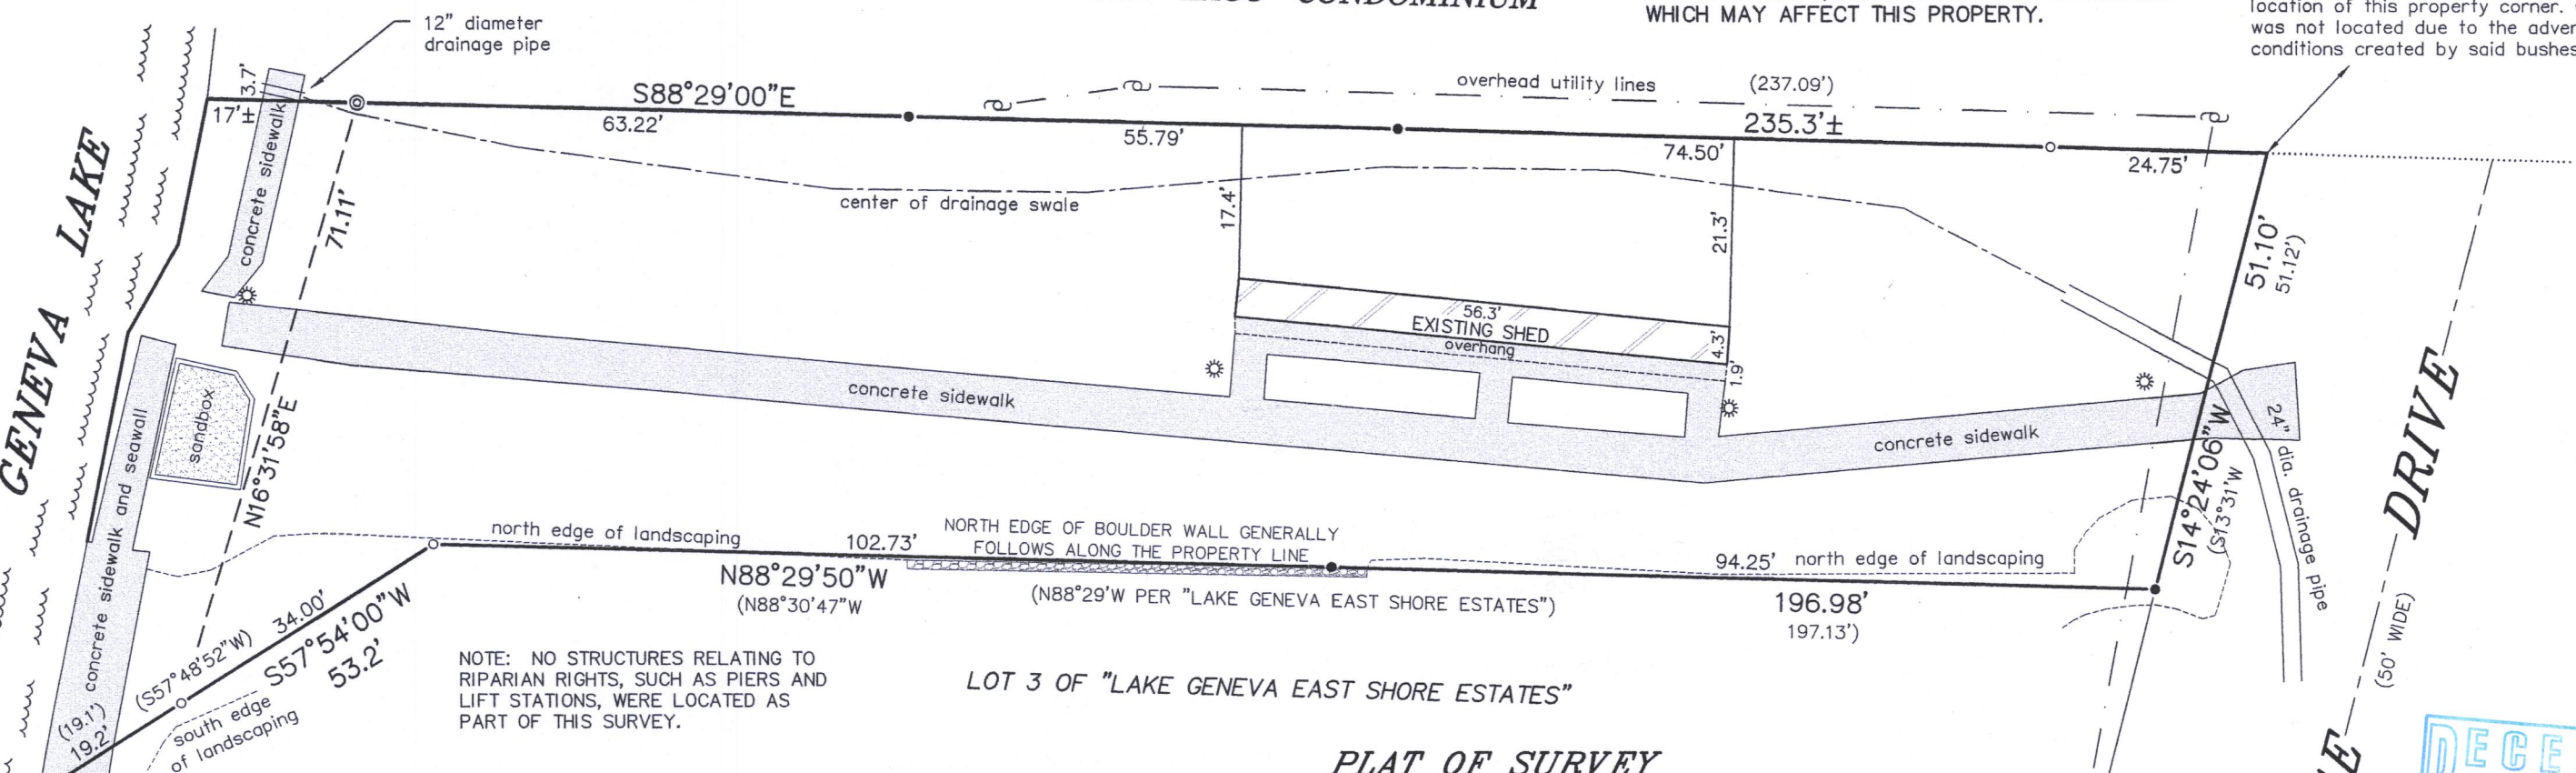 CONDOMINIUM
WHICH MAY AFFECT THIS PROPERTY.
location of this property corner.
was not located due to the adver
conditions created by said bushes
12" diameter
drainage pipe
3.7'
17'±
S88°29'00"E
63.22'
55.79'
overhead utility lines
(237.09')
235.3'±
74.50'
24.75'
concrete sidewalk
71.11'
center of drainage swale
17.4'
21.3'
51.10'
51.12')
GENEVA LAKE
56.3'
EXISTING SHED
overhang
4.3'
1.9'
concrete sidewalk
concrete sidewalk
sandbox
concrete sidewalk and seawall
N16°31'58"E
S14°24'06"W
(S13°31'W
24" dia. drainage pipe
DRIVE
(50' WIDE)
north edge of landscaping
102.73'
NORTH EDGE OF BOULDER WALL GENERALLY
FOLLOWS ALONG THE PROPERTY LINE
94.25'
north edge of landscaping
N88°29'50"W
(N88°30'47"W
(N88°29'W PER "LAKE GENEVA EAST SHORE ESTATES")
196.98'
197.13')
34.00'
(S57°48'52"W)
S57°54'00"W
53.2'
(19.1')
19.2'
south edge
of landscaping
NOTE: NO STRUCTURES RELATING TO
RIPARIAN RIGHTS, SUCH AS PIERS AND
LIFT STATIONS, WERE LOCATED AS
PART OF THIS SURVEY.
LOT 3 OF "LAKE GENEVA EAST SHORE ESTATES"
PLAT OF SURVEY
DECE